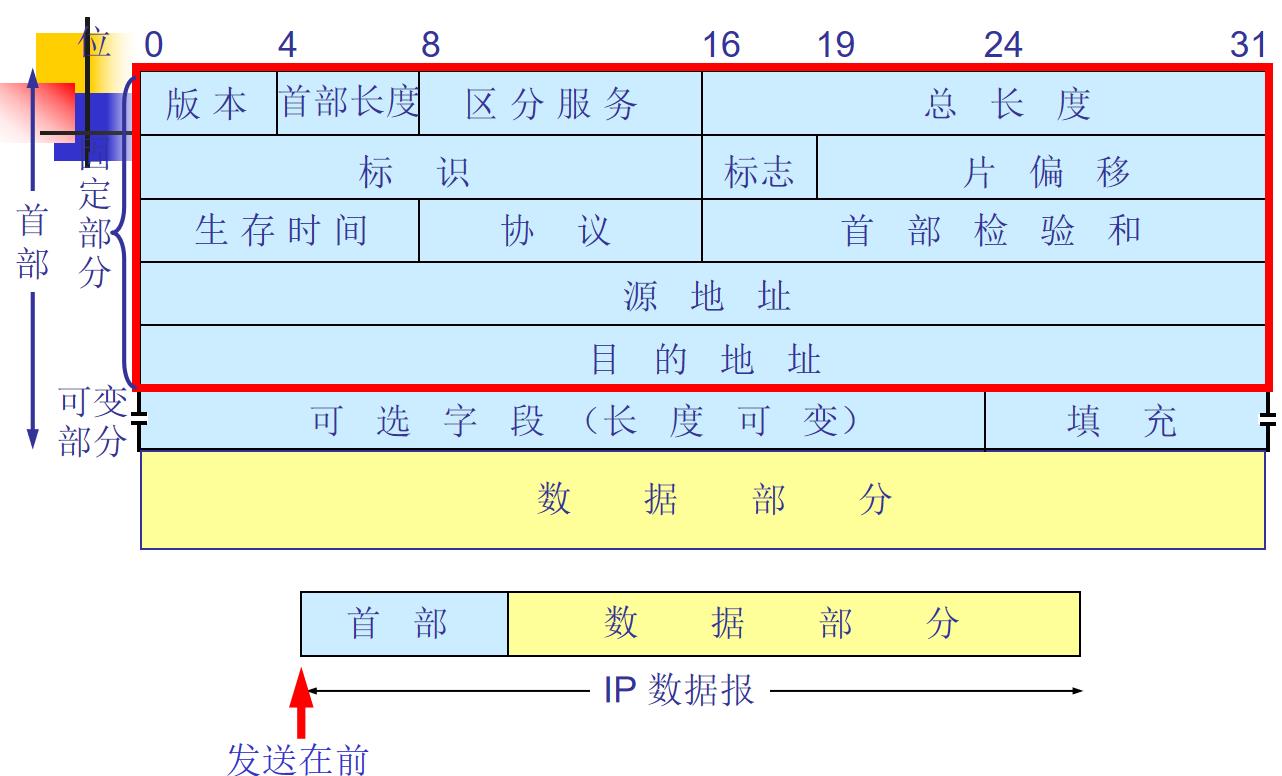 位 0 4 8 16 19 24 31
版本 首部长度 区分服务 总长度
标识 标志 片偏移
生存时间 协议 首部检验和
源地址
目的地址
可选字段（长度可变） 填充
数据部分
首部
固定部分
可变
部分
首部 数据部分
IP 数据报
发送在前